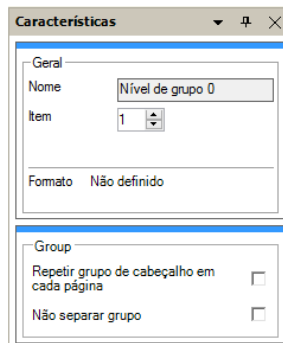 Características
Geral
Nome Nível de grupo 0
Item 1
Formato Não definido
Group
Repetir grupo de cabeçalho em
cada página
Não separar grupo